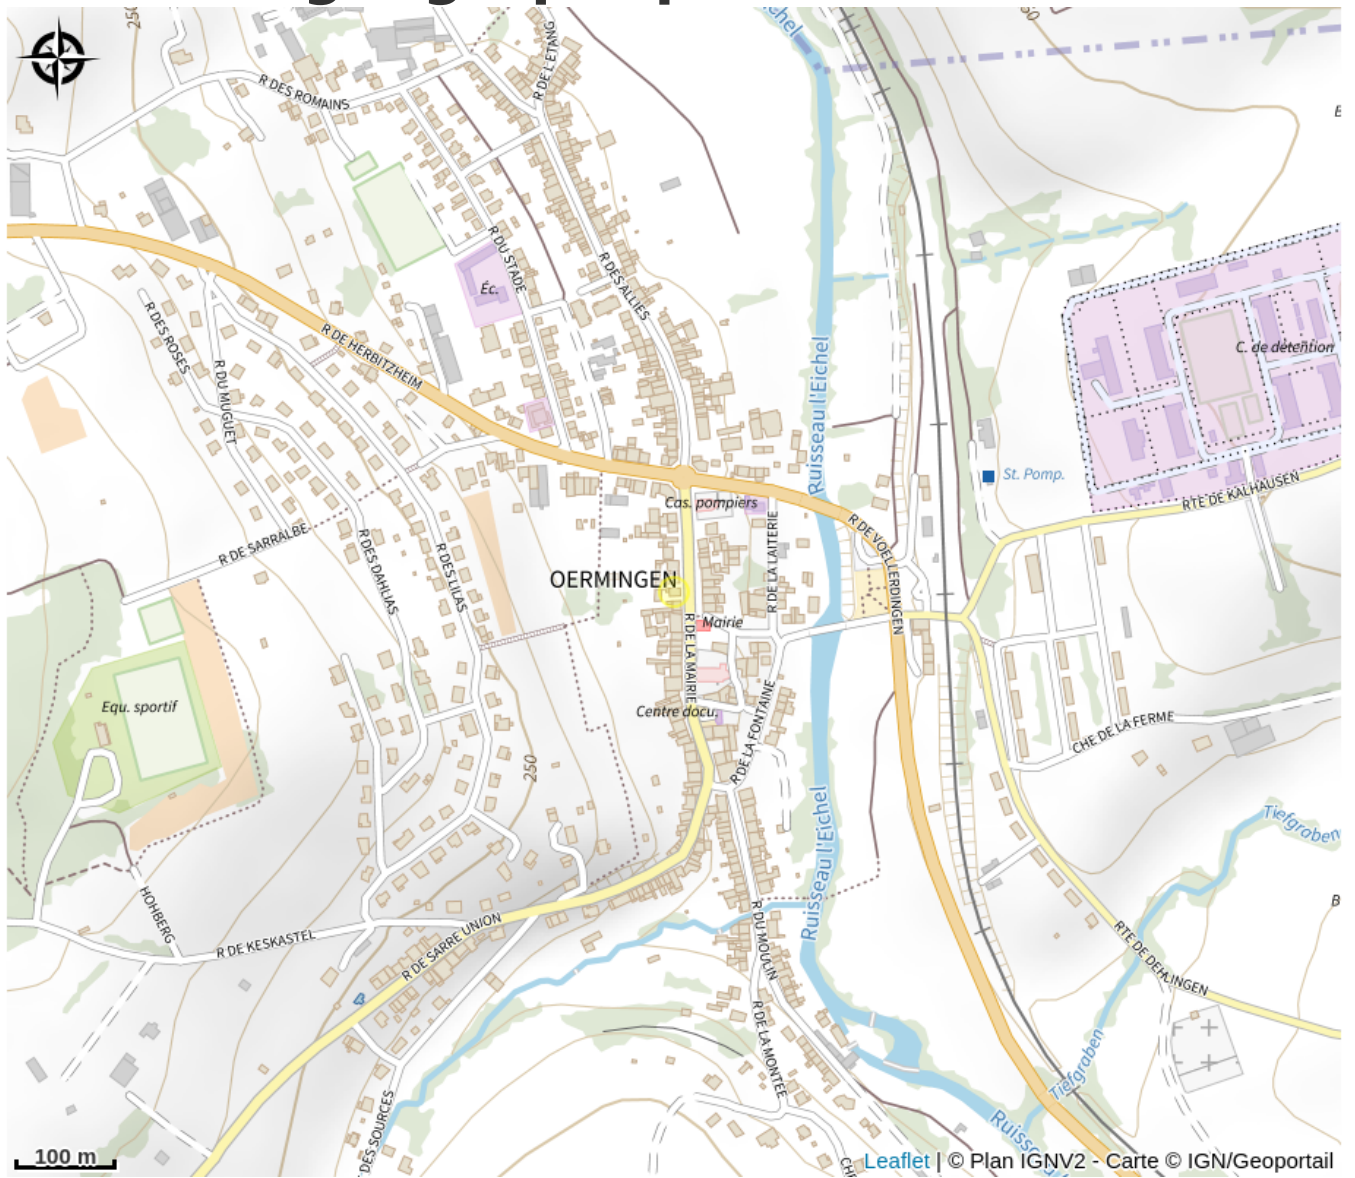 l'Eichel
250
50
R DE L'ETANG
R DES ROMAINS
R DU STADE
R DES ALLIES
Éc.
R DES ROSES
R DU MUGUET
R DE HERBITZHEIM
C. de détention
Ruisseau l'Eichel
St. Pomp.
RTE DE KALHAUSEN
Cas. pompiers
R DE SARRALBE
R DES DAHLIAS
R DES LILAS
OERMINGEN
R DE LA LAITERIE
R DE VOELLERDINGEN
Mairie
R DE LA MAIRIE
Equ. sportif
Centre docu.
R DE LA FONTAINE
CHE DE LA FERME
250
Ruisseau l'Eichel
Tiefgraben
HOHBERG
R DE KESKASTEL
R DE SARRE UNION
R DU MOULIN
RTE DE DEHLINGEN
B
R DE LA MONTEE
Tiefgraben
R DES SOURCES
Ruisseau
100 m
Leaflet | © Plan IGNV2 - Carte © IGN/Geoportail